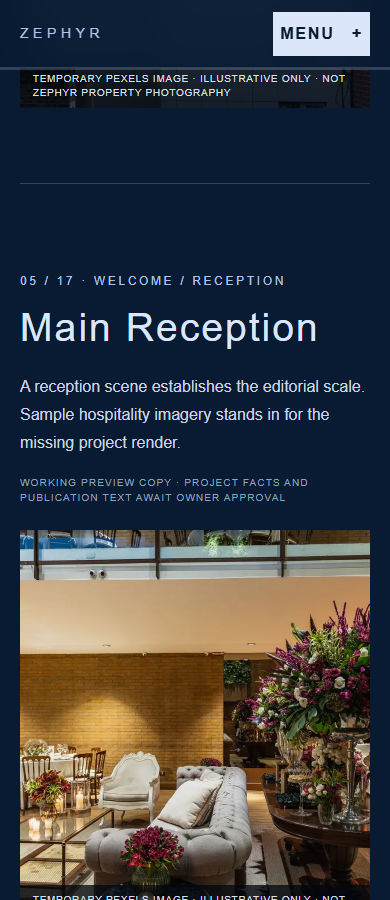 ZEPHYR
MENU +
TEMPORARY PEXELS IMAGE · ILLUSTRATIVE ONLY · NOT
ZEPHYR PROPERTY PHOTOGRAPHY
05 / 17 · WELCOME / RECEPTION
Main Reception
A reception scene establishes the editorial scale.
Sample hospitality imagery stands in for the
missing project render.
WORKING PREVIEW COPY · PROJECT FACTS AND
PUBLICATION TEXT AWAIT OWNER APPROVAL
TEMPORARY PEXELS IMAGE · ILLUSTRATIVE ONLY · NOT